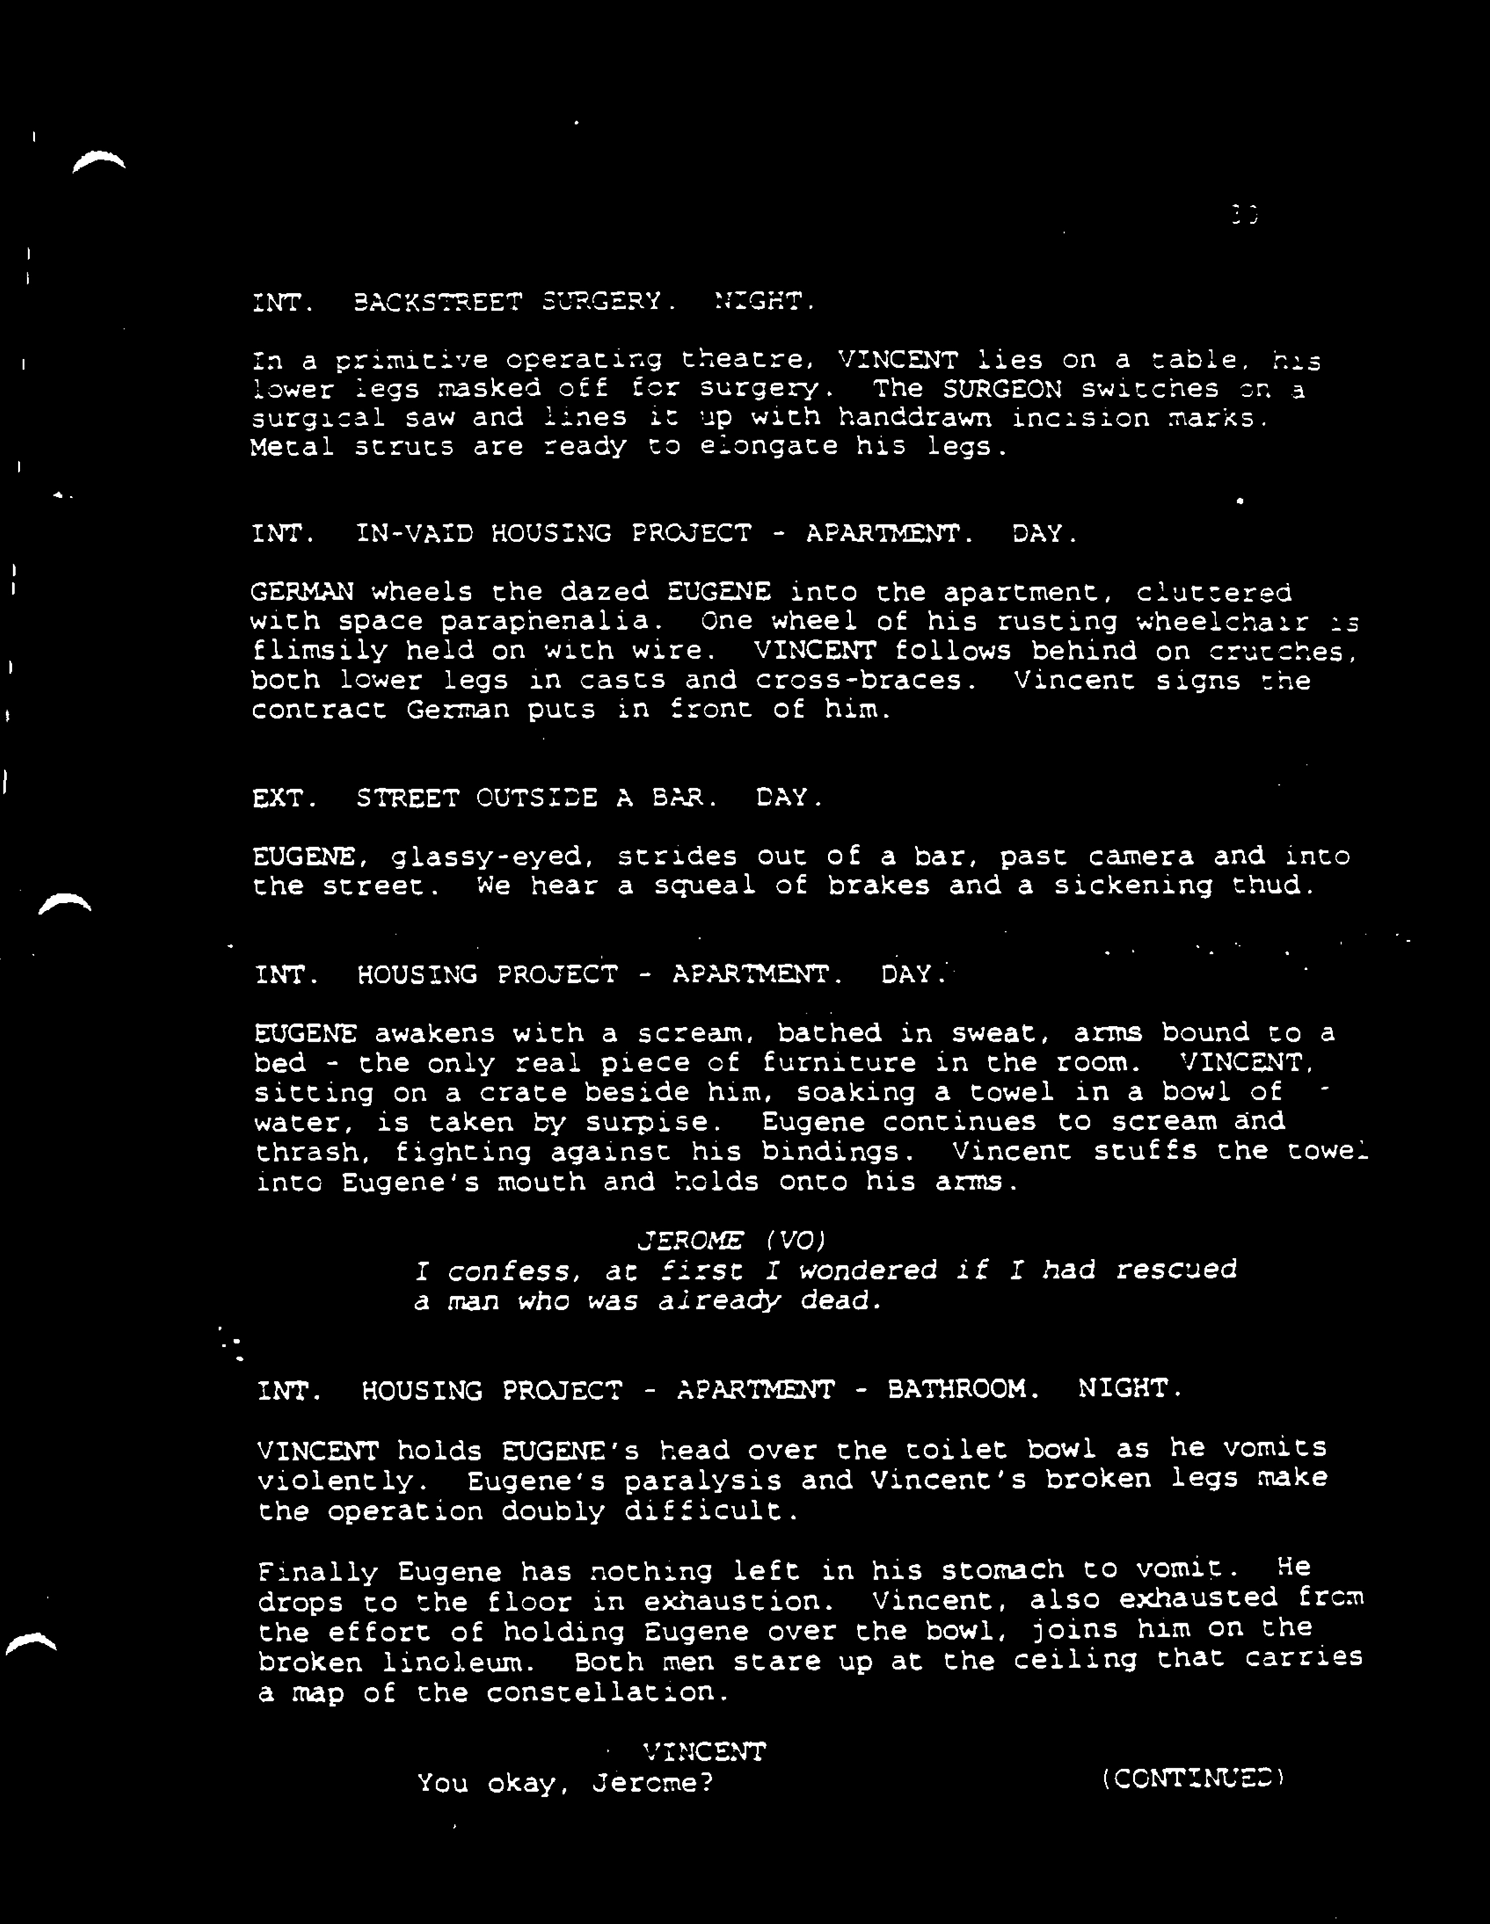 30
INT. BACKSTREET SURGERY. NIGHT.
In a primitive operating theatre, VINCENT lies on a table, his
lower legs masked off for surgery. The SURGEON switches on a
surgical saw and lines it up with handdrawn incision marks.
Metal struts are ready to elongate his legs.
INT. IN-VAID HOUSING PROJECT - APARTMENT. DAY.
GERMAN wheels the dazed EUGENE into the apartment, cluttered
with space paraphenalia. One wheel of his rusting wheelchair is
flimsily held on with wire. VINCENT follows behind on crutches,
both lower legs in casts and cross-braces. Vincent signs the
contract German puts in front of him.
EXT. STREET OUTSIDE A BAR. DAY.
EUGENE, glassy-eyed, strides out of a bar, past camera and into
the street. We hear a squeal of brakes and a sickening thud.
INT. HOUSING PROJECT - APARTMENT. DAY.
EUGENE awakens with a scream, bathed in sweat, arms bound to a
bed - the only real piece of furniture in the room. VINCENT,
sitting on a crate beside him, soaking a towel in a bowl of
water, is taken by surpise. Eugene continues to scream and
thrash, fighting against his bindings. Vincent stuffs the towel
into Eugene's mouth and holds onto his arms.
JEROME (VO)
I confess, at first I wondered if I had rescued
a man who was already dead.
INT. HOUSING PROJECT - APARTMENT - BATHROOM. NIGHT.
VINCENT holds EUGENE's head over the toilet bowl as he vomits
violently. Eugene's paralysis and Vincent's broken legs make
the operation doubly difficult.
Finally Eugene has nothing left in his stomach to vomit. He
drops to the floor in exhaustion. Vincent, also exhausted from
the effort of holding Eugene over the bowl, joins him on the
broken linoleum. Both men stare up at the ceiling that carries
a map of the constellation.
VINCENT
You okay, Jerome?
(CONTINUED)